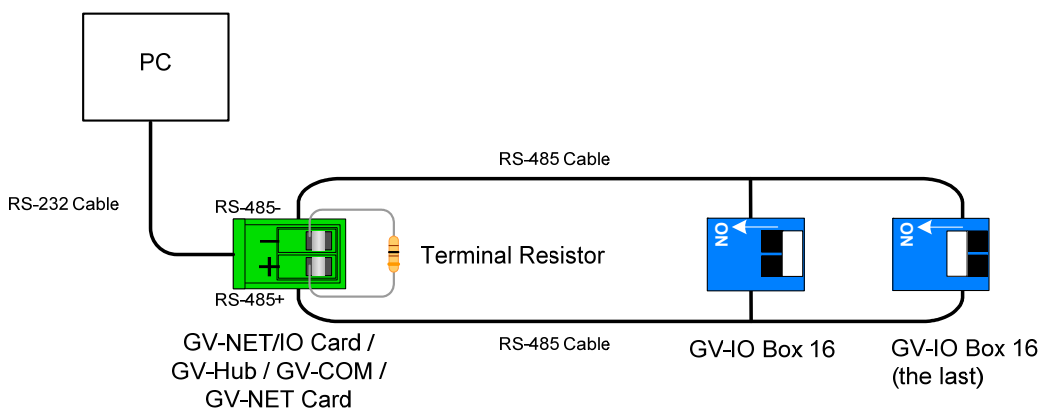 PC
RS-485 Cable
RS-232 Cable
RS-485-
−
+
RS-485+
Terminal Resistor
ON
ON
RS-485 Cable
GV-NET/IO Card /
GV-Hub / GV-COM /
GV-NET Card
GV-IO Box 16
GV-IO Box 16
(the last)